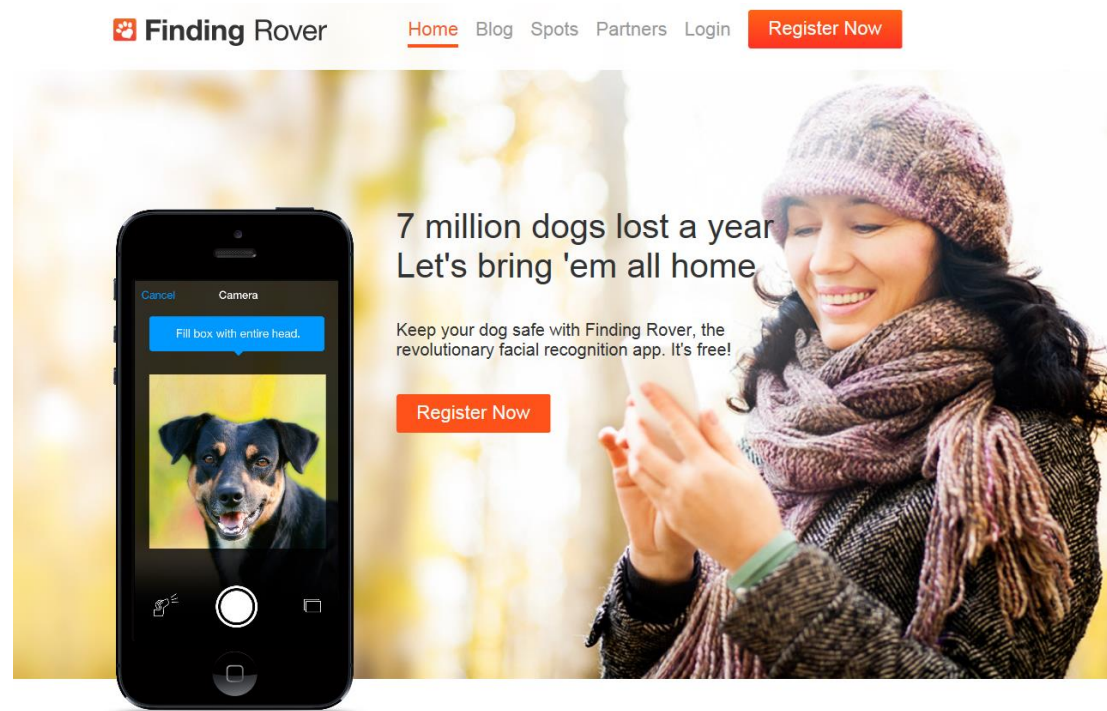 Finding Rover
Home Blog Spots Partners Login Register Now
7 million dogs lost a year
Let's bring 'em all home
Keep your dog safe with Finding Rover, the
revolutionary facial recognition app. It's free!
Register Now
Cancel Camera
Fill box with entire head.